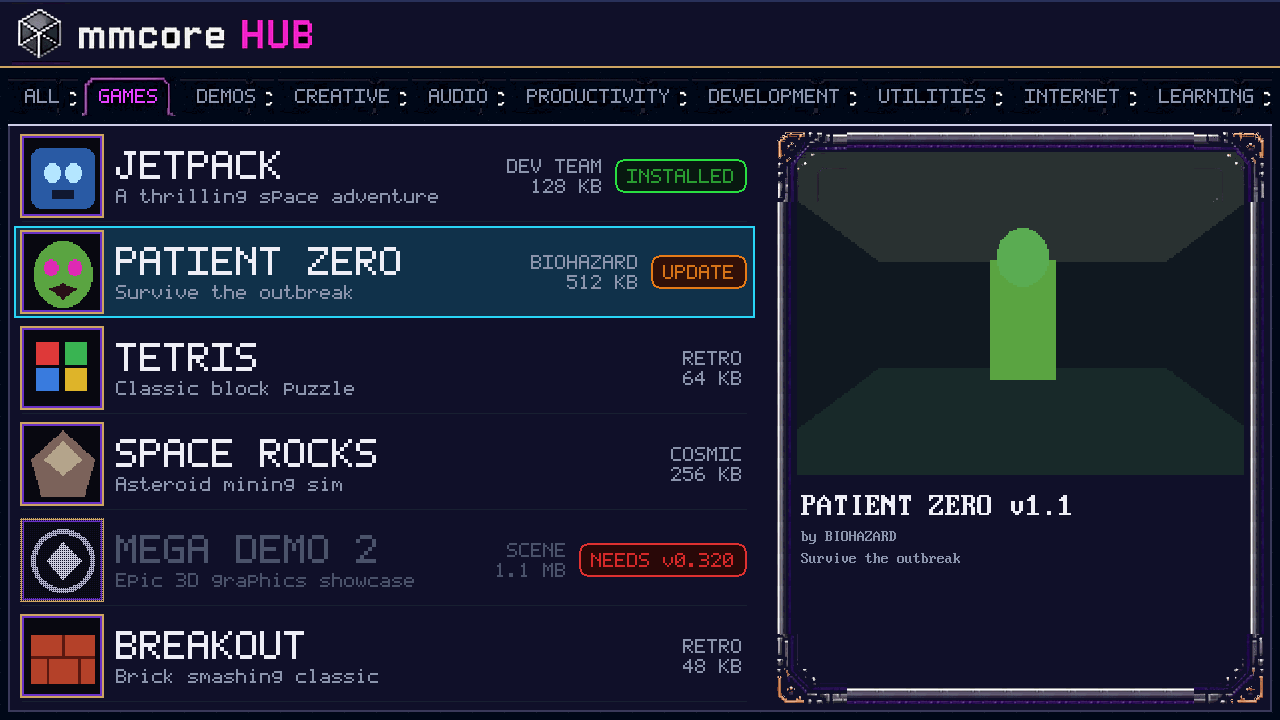 mmcore HUB
ALL GAMES DEMOS CREATIVE AUDIO PRODUCTIVITY DEVELOPMENT UTILITIES INTERNET LEARNING
JETPACK
A thrilling space adventure
DEV TEAM
128 KB
INSTALLED
PATIENT ZERO
Survive the outbreak
BIOHAZARD
512 KB
UPDATE
TETRIS
Classic block Puzzle
RETRO
64 KB
SPACE ROCKS
Asteroid mining sim
COSMIC
256 KB
MEGA DEMO 2
Epic 3D graphics showcase
SCENE
1.1 MB
NEEDS v0.320
BREAKOUT
Brick smashing classic
RETRO
48 KB
PATIENT ZERO v1.1
by BIOHAZARD
Survive the outbreak